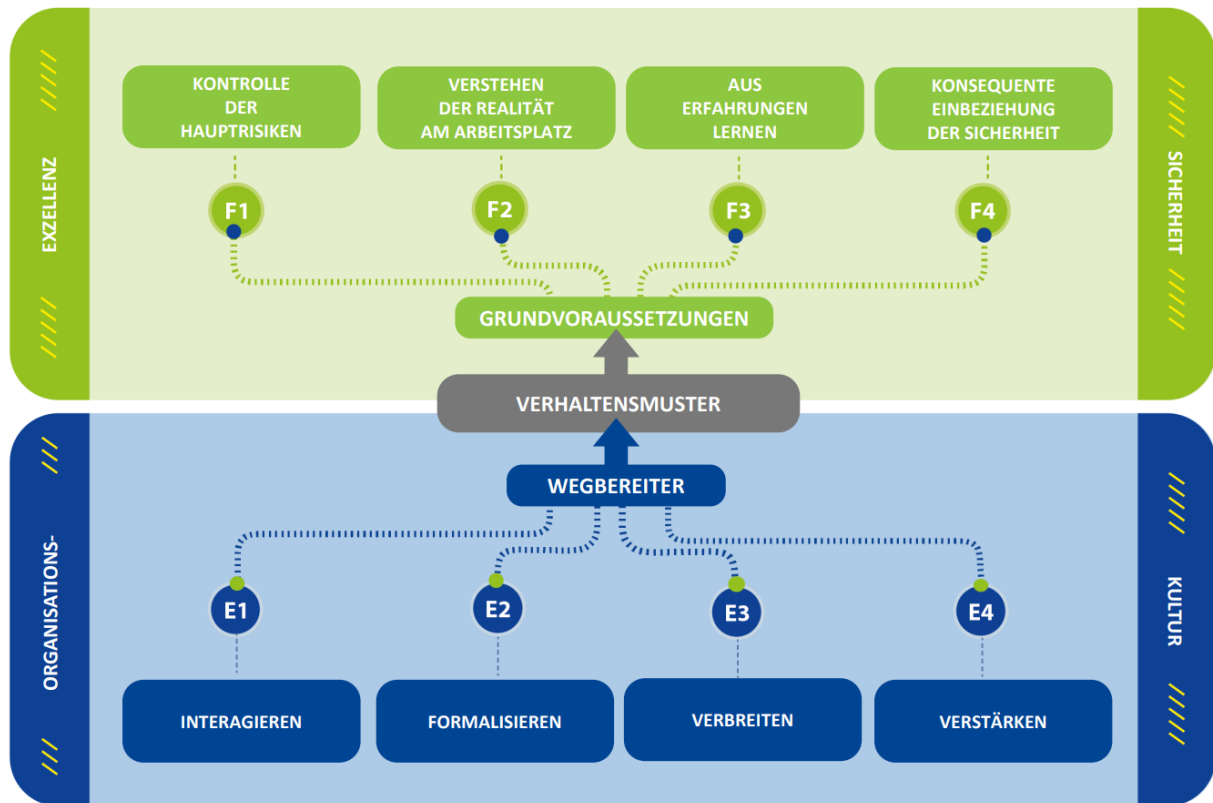 EXZELLENZ
SICHERHEIT
KONTROLLE
DER
HAUPTRISIKEN
VERSTEHEN
DER REALITÄT
AM ARBEITSPLATZ
AUS
ERFAHRUNGEN
LERNEN
KONSEQUENTE
EINBEZIEHUNG
DER SICHERHEIT
F1
F2
F3
F4
GRUNDVORAUSSETZUNGEN
VERHALTENSMUSTER
WEGBEREITER
ORGANISATIONS-
KULTUR
E1
E2
E3
E4
INTERAGIEREN
FORMALISIEREN
VERBREITEN
VERSTÄRKEN